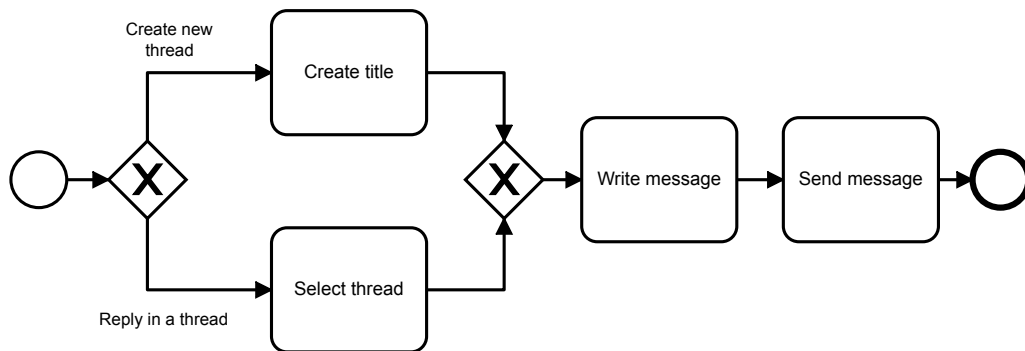 Create new
thread
Create title
Write message
Send message
Select thread
Reply in a thread